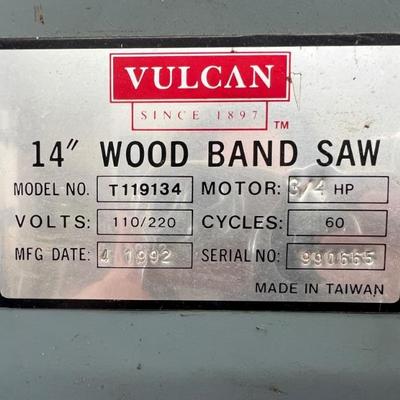 VULCAN
SINCE 1897
TM
14" WOOD BAND SAW
MODEL NO. T119134 MOTOR: 3/4 HP
VOLTS: 110/220 CYCLES: 60
MFG DATE: 4 1992 SERIAL NO: 990665
MADE IN TAIWAN